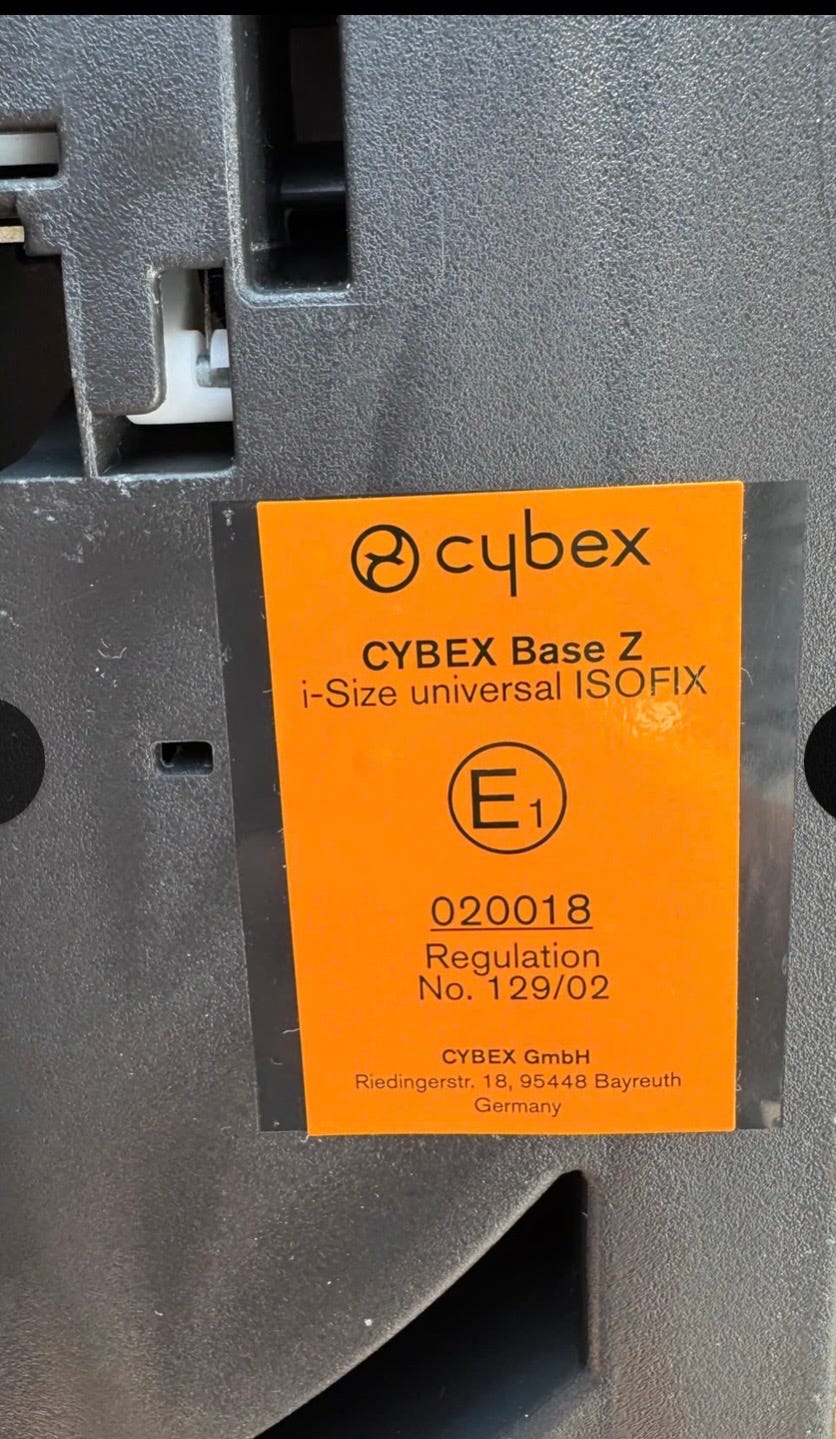 cybex
CYBEX Base Z
i-Size universal ISOFIX
E1
020018
Regulation
No. 129/02
CYBEX GmbH
Riedingerstr. 18, 95448 Bayreuth
Germany